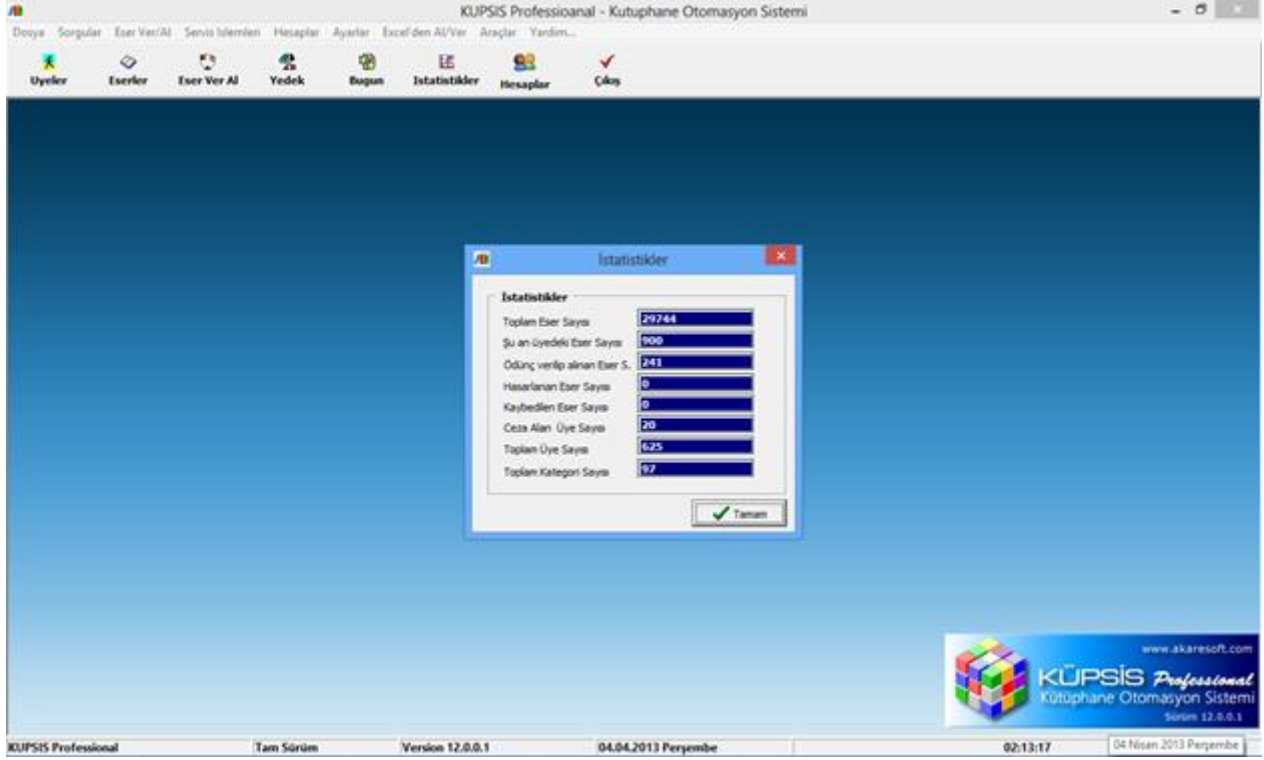 KUPSIS Professioanal - Kutuphane Otomasyon Sistemi
Dosya Sorgular Eser Ver/Al Servis Islemleri Hesaplar Ayarlar Excel'den Al/Ver Araçlar Yardim...
Uyeler Eserler Eser Ver Al Yedek Bugun Istatistikler Hesaplar Çıkış
İstatistikler
İstatistikler
Toplam Eser Sayısı 29744
Şu an üyedeki Eser Sayısı 900
Ödünç verilip alinan Eser S. 241
Hasarlanan Eser Sayısı 0
Kaybedilen Eser Sayısı 0
Ceza Alan Üye Sayısı 20
Toplam Üye Sayısı 625
Toplam Kategori Sayısı 97
Tamam
www.akaresoft.com
KÜPSİS Professional
Kütüphane Otomasyon Sistemi
Sürüm 12.0.0.1
KUPSIS Professional Tam Sürüm Version 12.0.0.1 04.04.2013 Perşembe 02:13:17 04 Nisan 2013 Perşembe